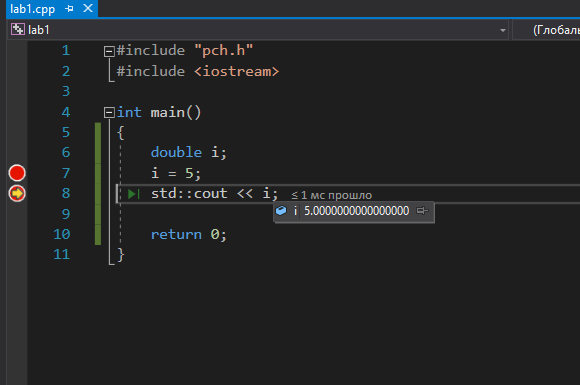 lab1.cpp
lab1
(Глобаль
1 #include "pch.h"
2 #include <iostream>
3
4 int main()
5 {
6 double i;
7 i = 5;
8 std::cout << i; ≤ 1 мс прошло
i 5.0000000000000000
9
10 return 0;
11 }